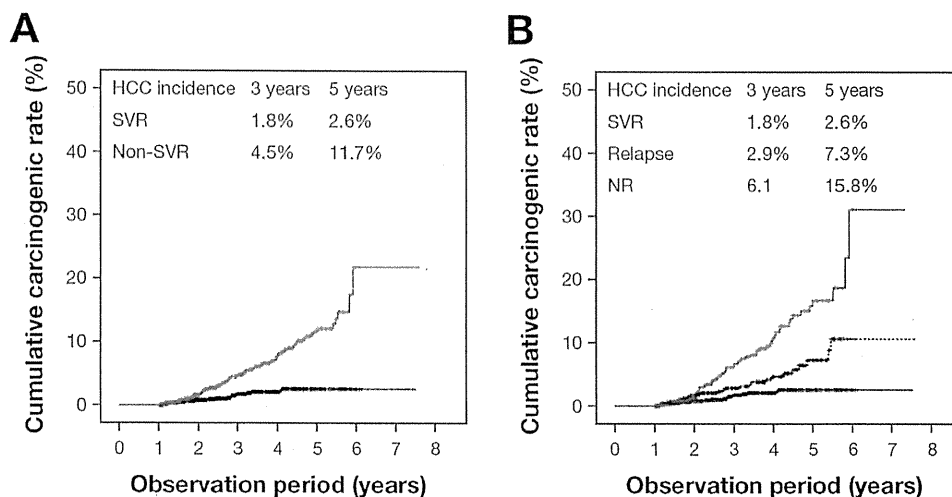 A
Cumulative carcinogenic rate (%)
50
40
30
20
10
0
HCC incidence 3 years 5 years
SVR 1.8% 2.6%
Non-SVR 4.5% 11.7%
0 1 2 3 4 5 6 7 8
Observation period (years)
B
Cumulative carcinogenic rate (%)
50
40
30
20
10
0
HCC incidence 3 years 5 years
SVR 1.8% 2.6%
Relapse 2.9% 7.3%
NR 6.1 15.8%
0 1 2 3 4 5 6 7 8
Observation period (years)